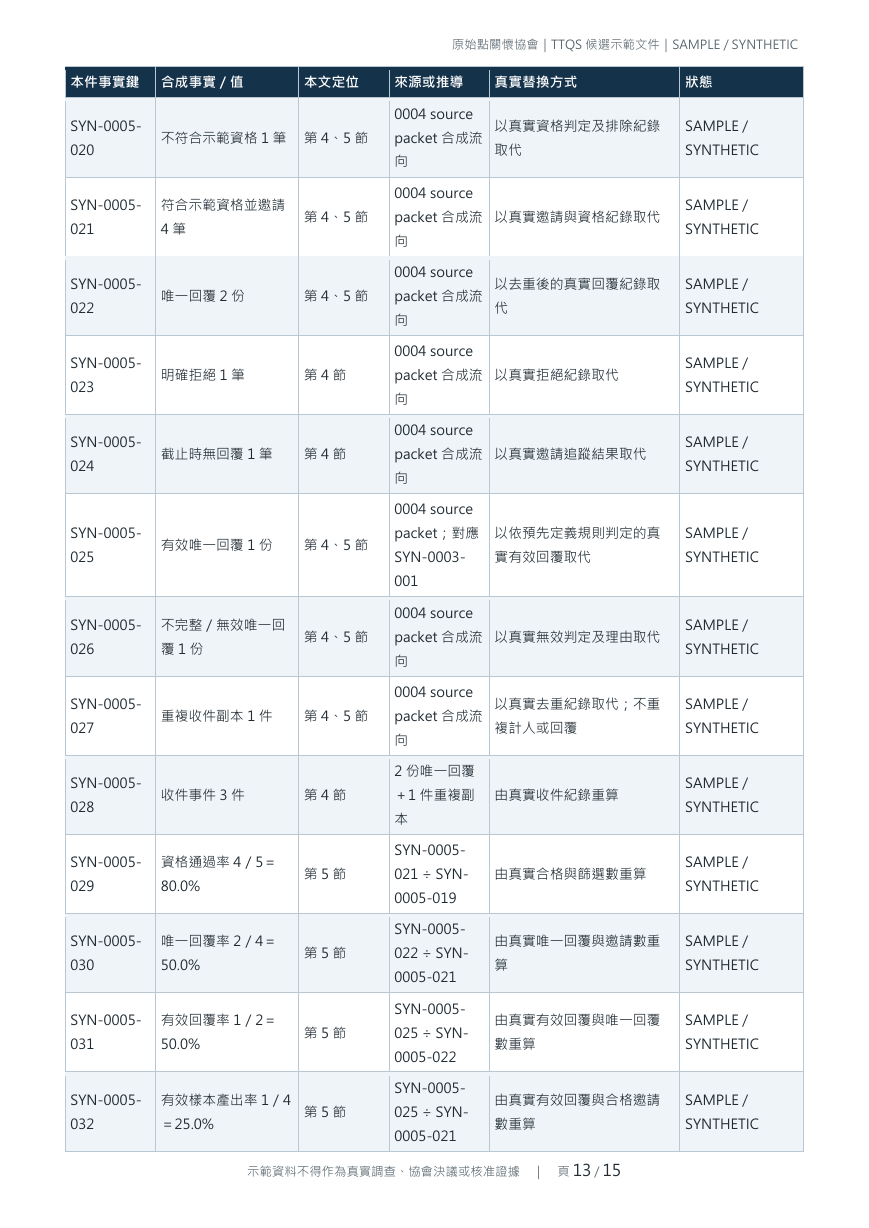 原始點關懷協會 | TTQS 候選示範文件 | SAMPLE / SYNTHETIC
本件事實鍵 合成事實 / 值 本文定位 來源或推導 真實替換方式 狀態
SYN-0005-
020
不符合示範資格 1 筆
第 4、5 節
0004 source
packet 合成流
向
以真實資格判定及排除紀錄
取代
SAMPLE /
SYNTHETIC
SYN-0005-
021
符合示範資格並邀請
4 筆
第 4、5 節
0004 source
packet 合成流
向
以真實邀請與資格紀錄取代
SAMPLE /
SYNTHETIC
SYN-0005-
022
唯一回覆 2 份
第 4、5 節
0004 source
packet 合成流
向
以去重後的真實回覆紀錄取
代
SAMPLE /
SYNTHETIC
SYN-0005-
023
明確拒絕 1 筆
第 4 節
0004 source
packet 合成流
向
以真實拒絕紀錄取代
SAMPLE /
SYNTHETIC
SYN-0005-
024
截止時無回覆 1 筆
第 4 節
0004 source
packet 合成流
向
以真實邀請追蹤結果取代
SAMPLE /
SYNTHETIC
SYN-0005-
025
有效唯一回覆 1 份
第 4、5 節
0004 source
packet；對應
SYN-0003-
001
以依預先定義規則判定的真
實有效回覆取代
SAMPLE /
SYNTHETIC
SYN-0005-
026
不完整 / 無效唯一回
覆 1 份
第 4、5 節
0004 source
packet 合成流
向
以真實無效判定及理由取代
SAMPLE /
SYNTHETIC
SYN-0005-
027
重複收件副本 1 件
第 4、5 節
0004 source
packet 合成流
向
以真實去重紀錄取代；不重
複計人或回覆
SAMPLE /
SYNTHETIC
SYN-0005-
028
收件事件 3 件
第 4 節
2 份唯一回覆
＋1 件重複副
本
由真實收件紀錄重算
SAMPLE /
SYNTHETIC
SYN-0005-
029
資格通過率 4 / 5＝
80.0%
第 5 節
SYN-0005-
021 ÷ SYN-
0005-019
由真實合格與篩選數重算
SAMPLE /
SYNTHETIC
SYN-0005-
030
唯一回覆率 2 / 4＝
50.0%
第 5 節
SYN-0005-
022 ÷ SYN-
0005-021
由真實唯一回覆與邀請數重
算
SAMPLE /
SYNTHETIC
SYN-0005-
031
有效回覆率 1 / 2＝
50.0%
第 5 節
SYN-0005-
025 ÷ SYN-
0005-022
由真實有效回覆與唯一回覆
數重算
SAMPLE /
SYNTHETIC
SYN-0005-
032
有效樣本產出率 1 / 4
＝25.0%
第 5 節
SYN-0005-
025 ÷ SYN-
0005-021
由真實有效回覆與合格邀請
數重算
SAMPLE /
SYNTHETIC
示範資料不得作為真實調查、協會決議或核准證據 | 頁 13 / 15